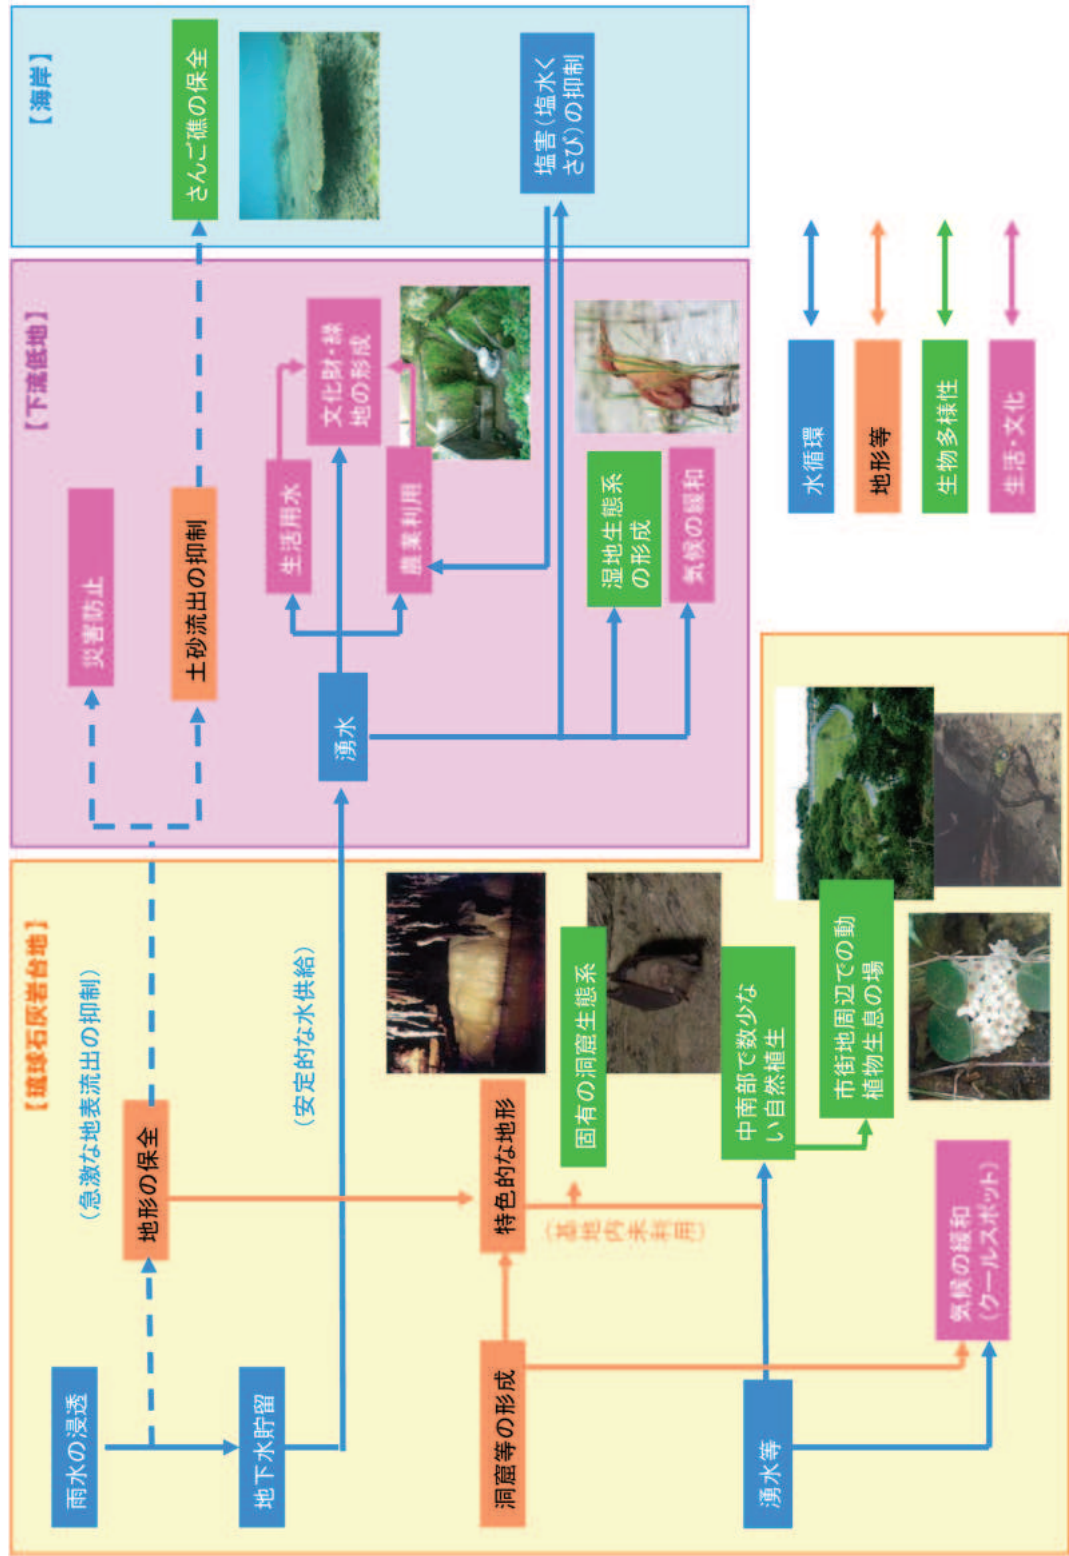 【琉球石灰岩台地】
雨水の浸透
地形の保全
(急激な地表流出の抑制)
地下水貯留
(安定的な水供給)
洞窟等の形成
特色的な地形
(基地内未利用)
固有の洞窟生態系
湧水等
中南部で数少な
い自然植生
市街地周辺での動
植物生息の場
気候の緩和
(クールスポット)
【下流低地】
災害防止
土砂流出の抑制
湧水
生活用水
農業利用
文化財・緑
地の形成
湿地生態系
の形成
気候の緩和
【海岸】
さんご礁の保全
塩害(塩水く
さび)の抑制
水循環
地形等
生物多様性
生活・文化